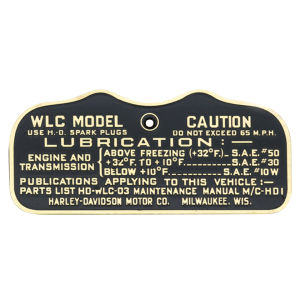 WLC MODEL CAUTION
USE H.-D. SPARK PLUGS DO NOT EXCEED 65 M.P.H.
LUBRICATION:—
ENGINE AND TRANSMISSION
ABOVE FREEZING (+32°F.) S.A.E. #50
+32°F. TO +10°F. S.A.E. #30
BELOW +10°F. S.A.E. #10W
PUBLICATIONS APPLYING TO THIS VEHICLE:—
PARTS LIST HD-WLC-03 MAINTENANCE MANUAL M/C-HD1
HARLEY-DAVIDSON MOTOR CO. MILWAUKEE, WIS.